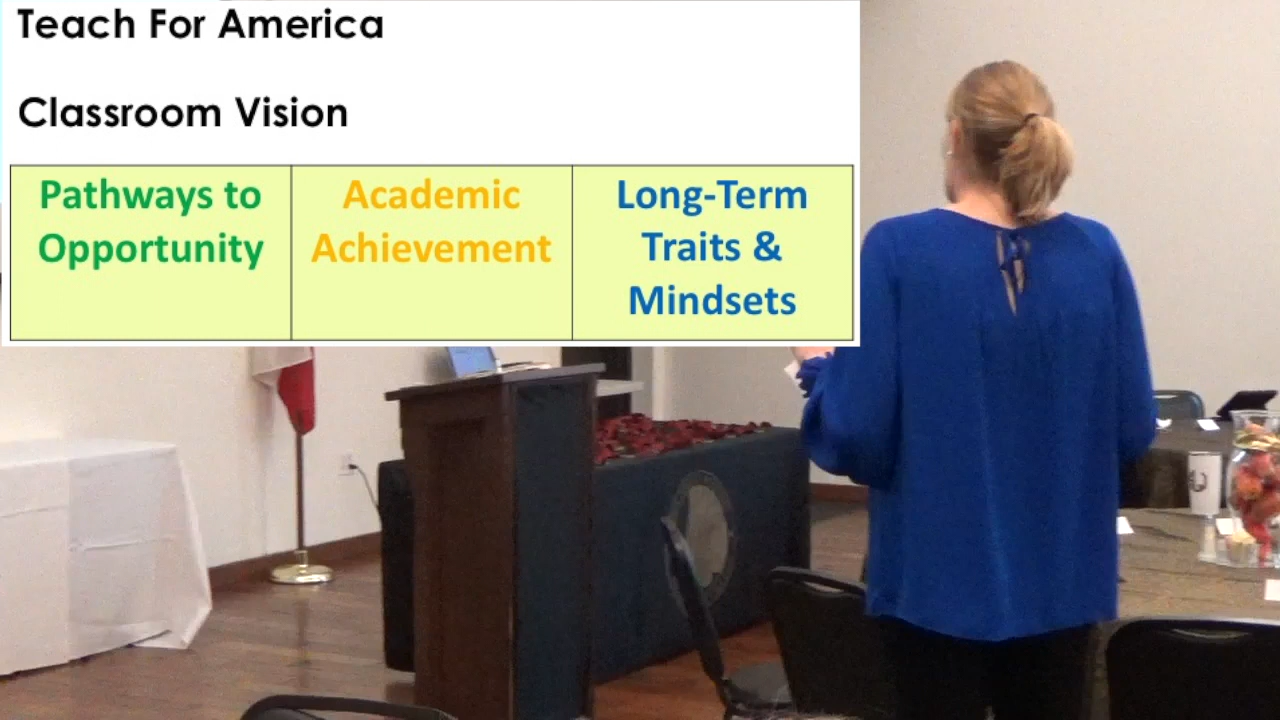 Teach For America
Classroom Vision
Pathways to
Opportunity
Academic
Achievement
Long-Term
Traits &
Mindsets